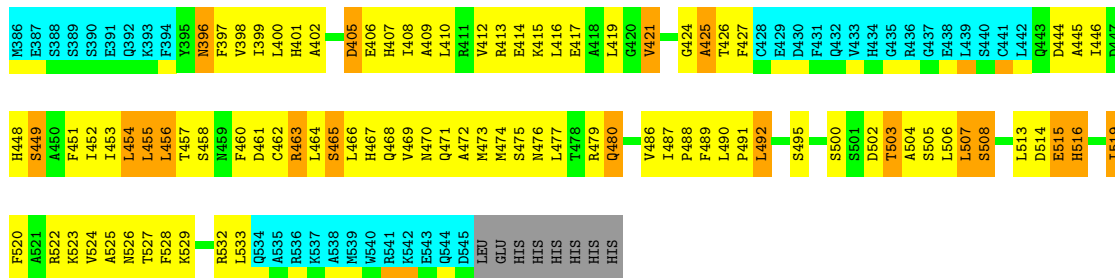 M386 E387 S388 S389 S390 E391 Q392 K393 F394 Y395 N396 F397 V398 I399 L400 H401 A402 D405 E406 H407 I408 A409 L410 R411 V412 R413 E414 K415 L416 E417 A418 L419 G420 V421 G424 A425 T426 F427 C428 E429 D430 F431 Q432 V433 H434 G435 R436 G437 E438 L439 S440 C441 L442 Q443 D444 A445 I446 D447
H448 S449 A450 F451 I452 I453 L454 L455 L456 T457 S458 N459 F460 D461 C462 R463 L464 S465 L466 H467 Q468 V469 N470 Q471 A472 M473 M474 S475 N476 L477 T478 R479 Q480 V486 I487 P488 F489 L490 P491 L492 S495 S500 S501 D502 T503 A504 S505 L506 L507 S508 L513 D514 E515 H516 I519
F520 A521 R522 K523 V524 A525 N526 T527 F528 K529 R532 L533 Q534 A535 R536 K537 A538 M539 W540 R541 K542 E543 Q544 D545 LEU GLU HIS HIS HIS HIS HIS HIS